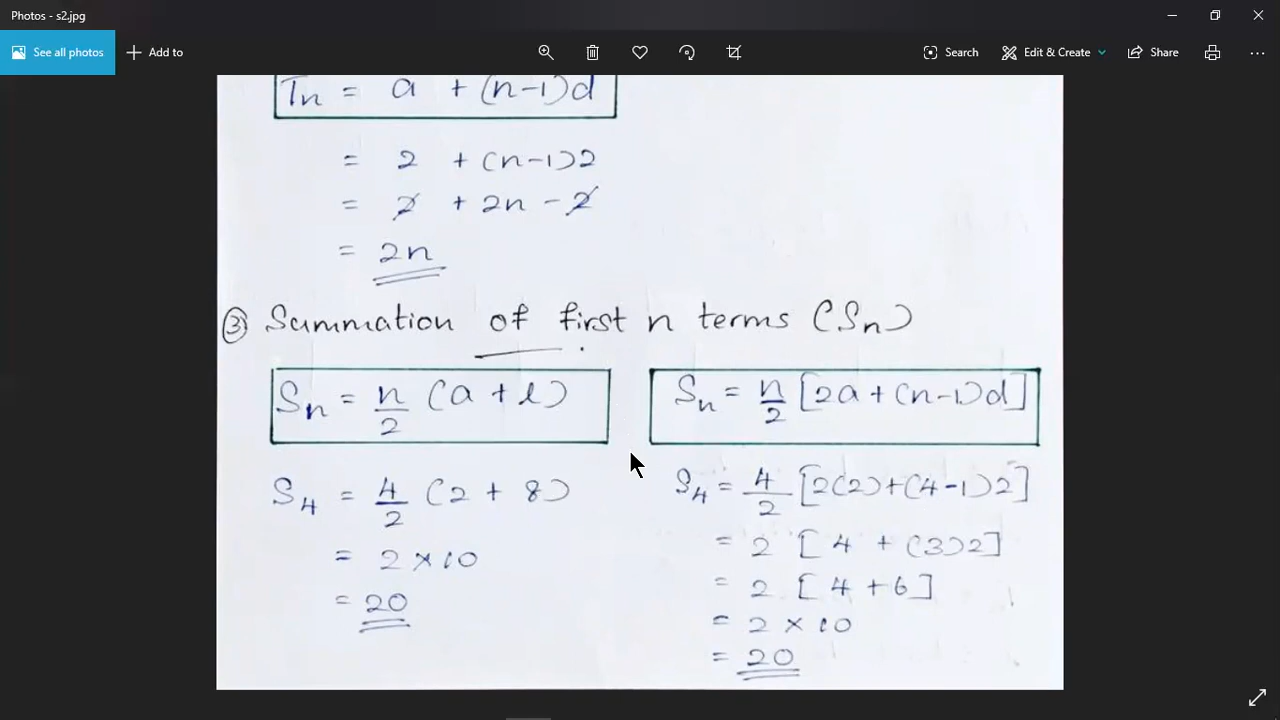 Photos - s2.jpg
See all photos
Add to
Search
Edit & Create
Share
Tn = a + (n-1)d
= 2 + (n-1)2
= 2 + 2n - 2
= 2n
③ Summation of first n terms (Sn)
Sn = n/2 (a + l)
S4 = 4/2 (2 + 8)
= 2 × 10
= 20
Sn = n/2 [2a + (n-1)d]
S4 = 4/2 [2(2)+(4-1)2]
= 2 [4 + (3)2]
= 2 [4 + 6]
= 2 × 10
= 20